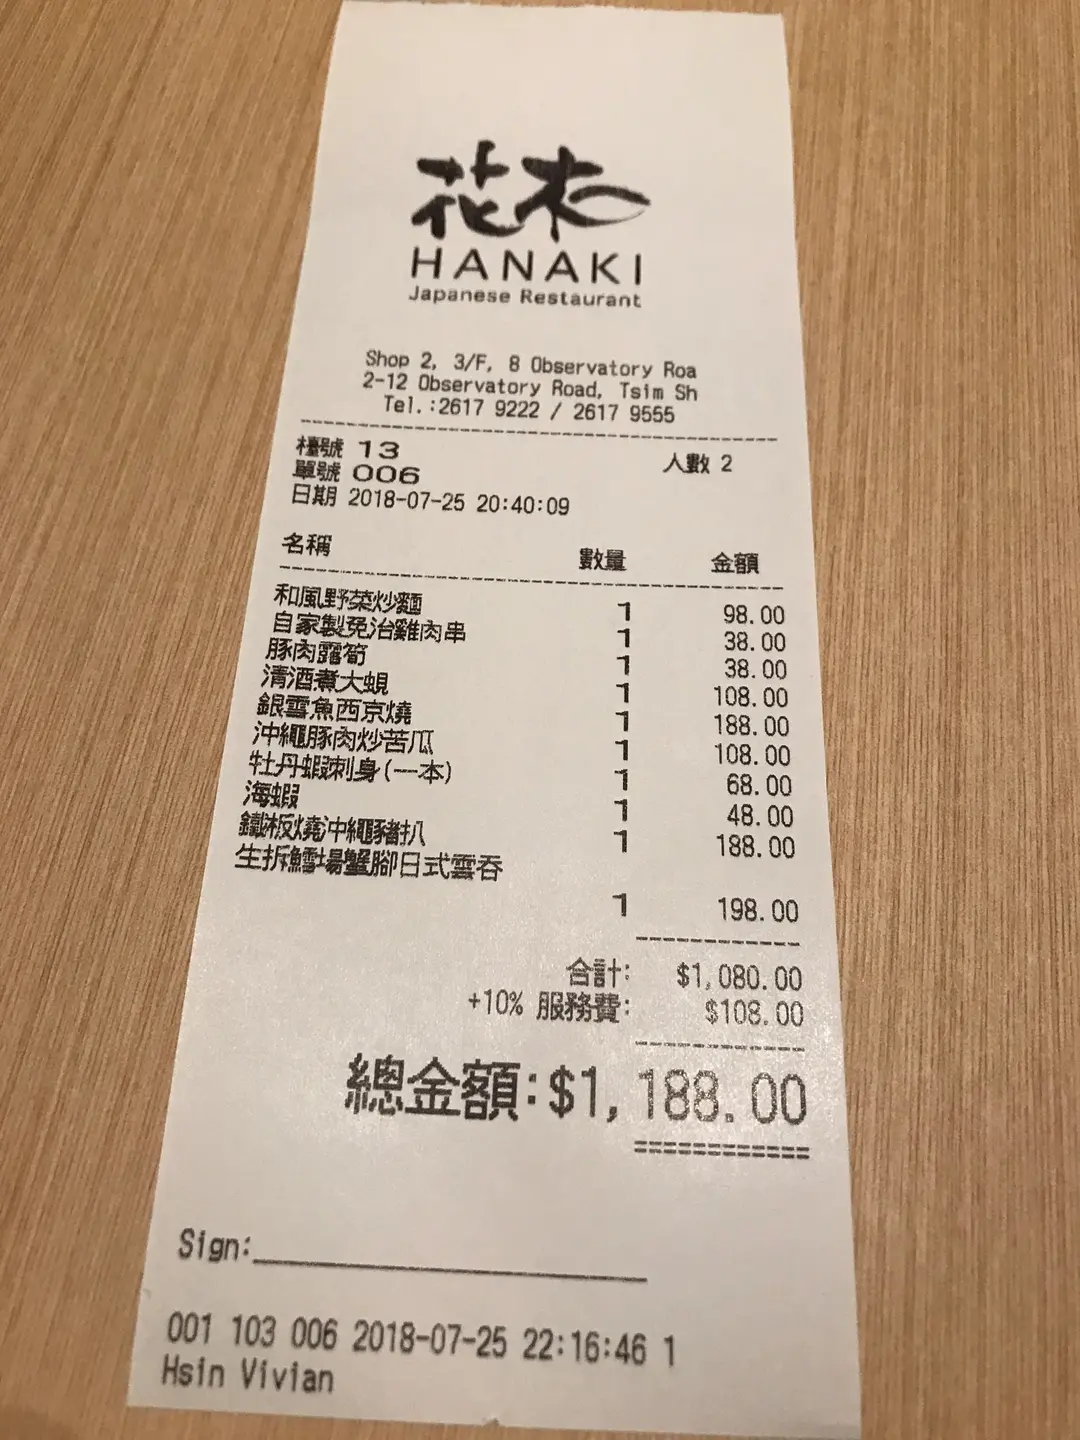 花木
HANAKI
Japanese Restaurant
Shop 2, 3/F, 8 Observatory Roa
2-12 Observatory Road, Tsim Sh
Tel.:2617 9222 / 2617 9555
檯號 13 人數 2
單號 006
日期 2018-07-25 20:40:09
名稱 數量 金額
和風野菜炒麵 1 98.00
自家製免治雞肉串 1 38.00
豚肉露筍 1 38.00
清酒煮大蜆 1 108.00
銀雪魚西京燒 1 188.00
沖繩豚肉炒苦瓜 1 108.00
牡丹蝦刺身(一本) 1 68.00
海蝦 1 48.00
鐵板燒沖繩豬扒 1 188.00
生拆鱈場蟹腳日式雲吞
1 198.00
合計: $1,080.00
+10% 服務費: $108.00
總金額:$1,188.00
Sign:
001 103 006 2018-07-25 22:16:46 1
Hsin Vivian